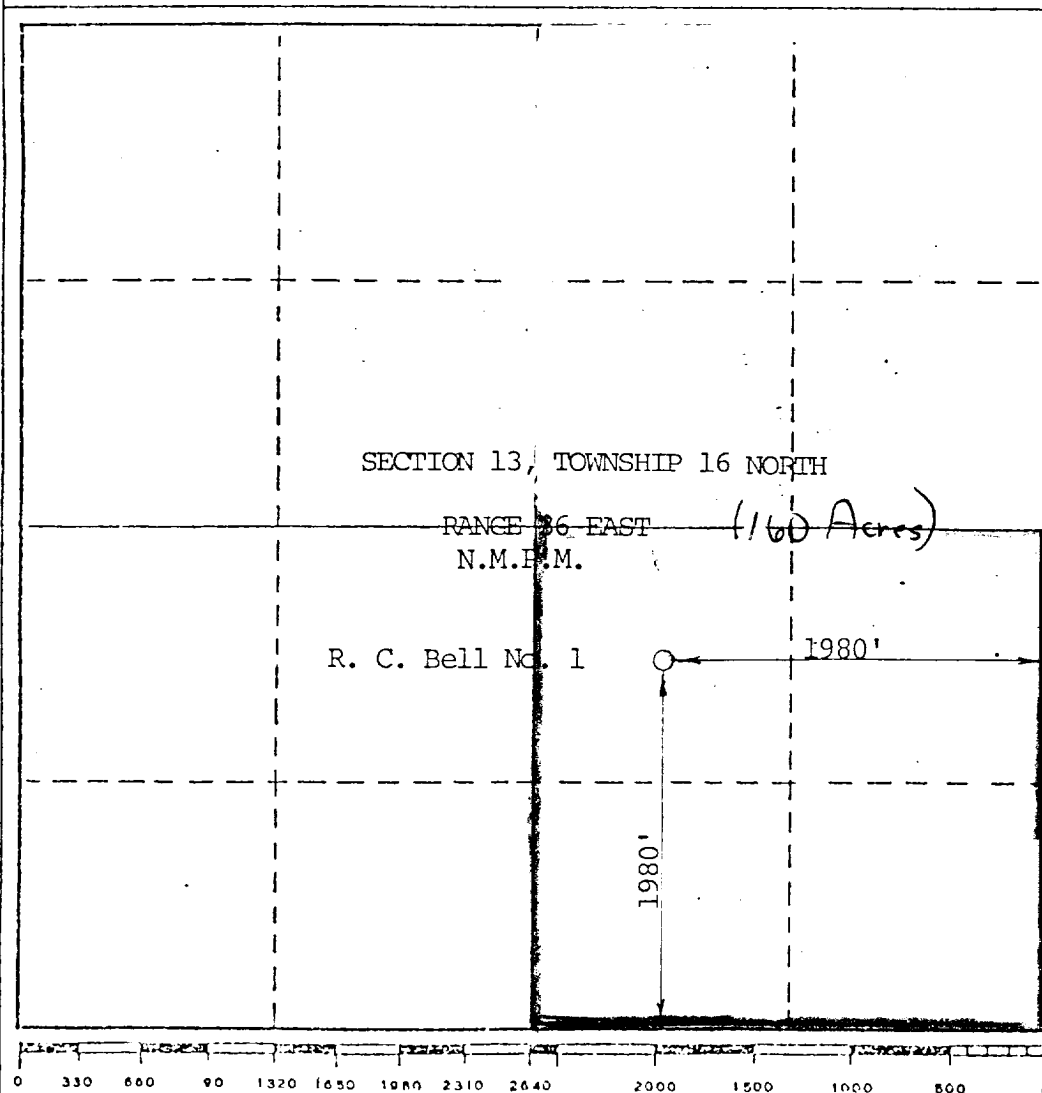 SECTION 13, TOWNSHIP 16 NORTH
RANGE 36 EAST (160 Acres)
N.M.P.M.
R. C. Bell No. 1 1980'
1980'
0 330 660 90 1320 1650 1980 2310 2640 2000 1500 1000 500